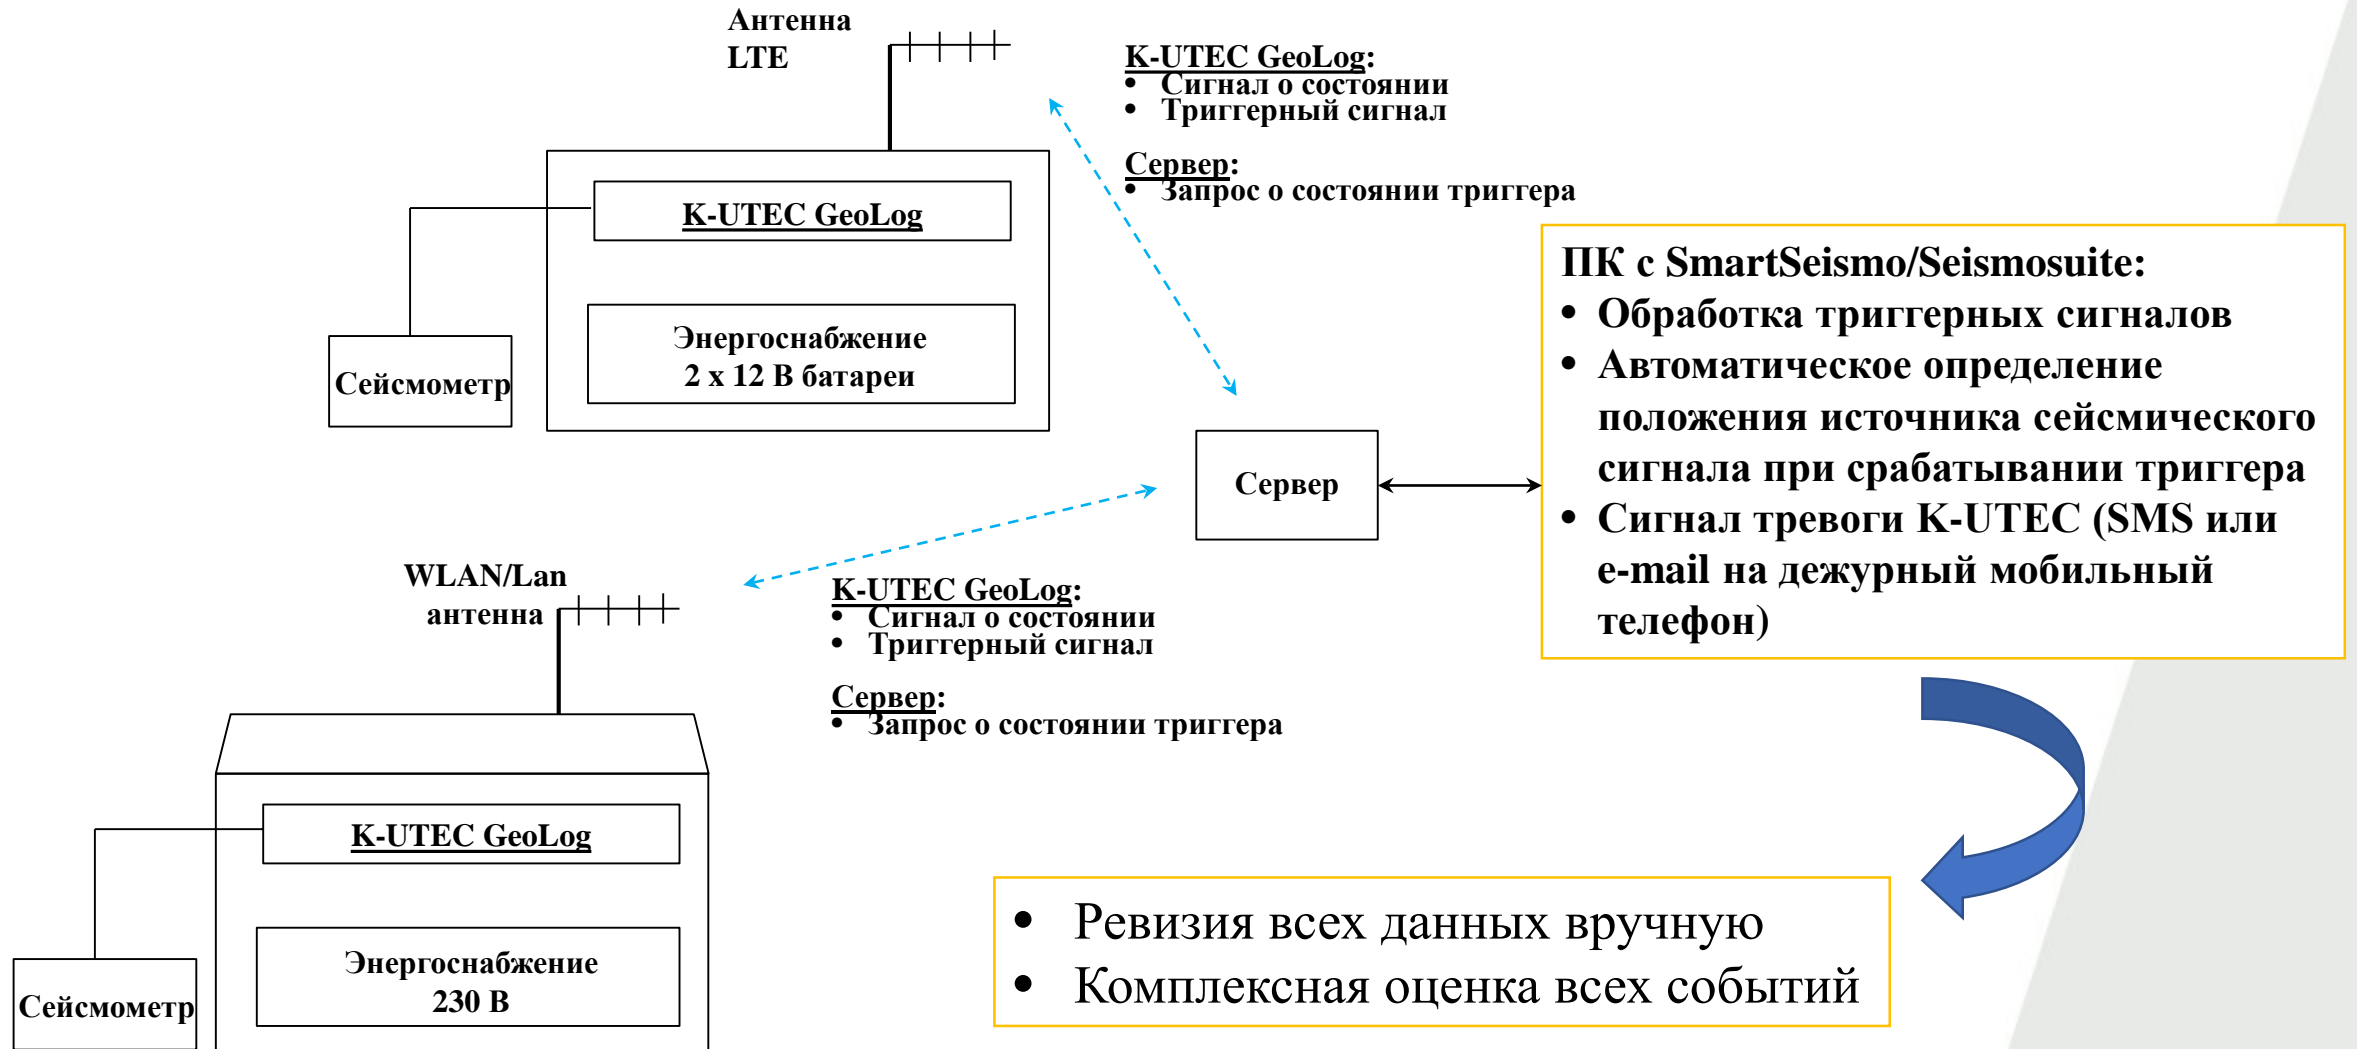 Антенна
LTE
K-UTEC GeoLog:
• Сигнал о состоянии
• Триггерный сигнал
Сервер:
• Запрос о состоянии триггера
K-UTEC GeoLog
Энергоснабжение
2 x 12 В батареи
Сейсмометр
ПК с SmartSeismo/Seismosuite:
• Обработка триггерных сигналов
• Автоматическое определение
положения источника сейсмического
сигнала при срабатывании триггера
• Сигнал тревоги K-UTEC (SMS или
e-mail на дежурный мобильный
телефон)
Сервер
WLAN/Lan
антенна
K-UTEC GeoLog:
• Сигнал о состоянии
• Триггерный сигнал
Сервер:
• Запрос о состоянии триггера
K-UTEC GeoLog
Энергоснабжение
230 В
Сейсмометр
• Ревизия всех данных вручную
• Комплексная оценка всех событий